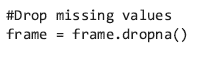 #Drop missing values
frame = frame.dropna()